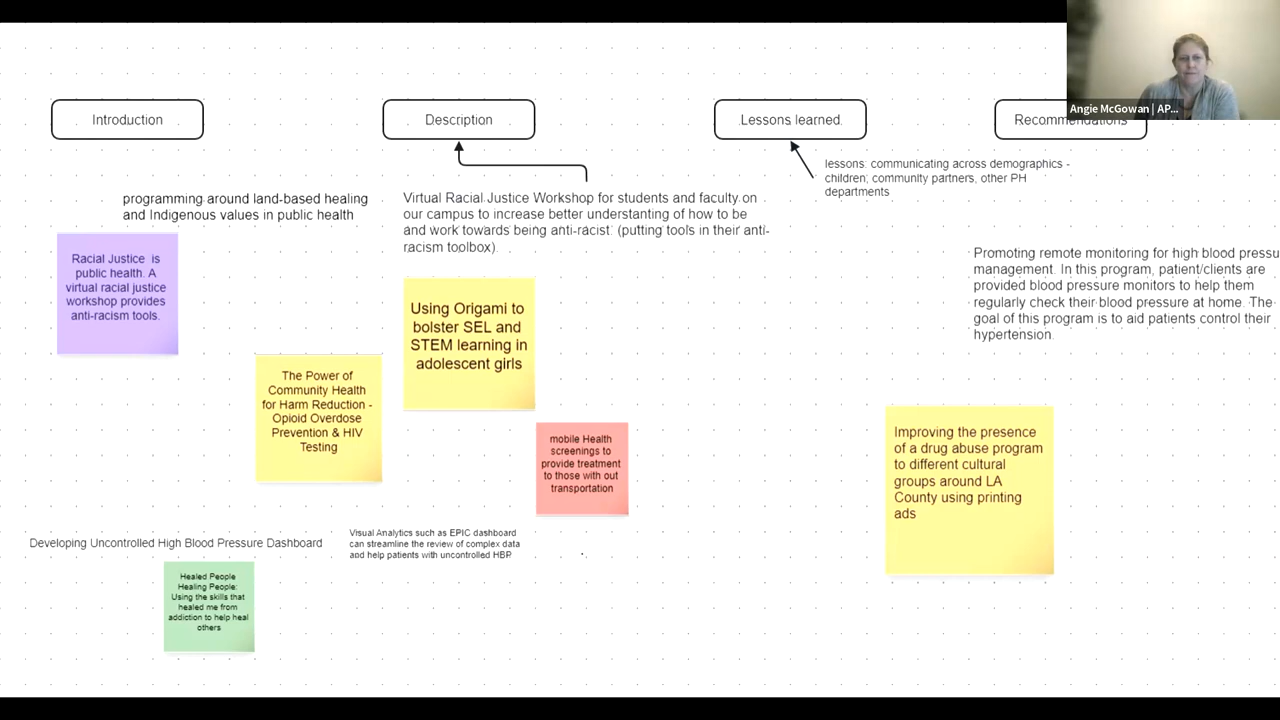 Angie McGowan | AP...
Introduction
Description
Lessons learned.
Recommendations
lessons: communicating across demographics -
children, community partners, other PH
departments
programming around land-based healing
and Indigenous values in public health
Virtual Racial Justice Workshop for students and faculty on
our campus to increase better understanding of how to be
and work towards being anti-racist. (putting tools in their anti-
racism toolbox).
Racial Justice is
public health. A
virtual racial justice
workshop provides
anti-racism tools.
Promoting remote monitoring for high blood pressu
management. In this program, patient/clients are
provided blood pressure monitors to help them
regularly check their blood pressure at home. The
goal of this program is to aid patients control their
hypertension.
Using Origami to
bolster SEL and
STEM learning in
adolescent girls
The Power of
Community Health
for Harm Reduction -
Opioid Overdose
Prevention & HIV
Testing
mobile Health
screenings to
provide treatment
to those with out
transportation
Improving the presence
of a drug abuse program
to different cultural
groups around LA
County using printing
ads
Developing Uncontrolled High Blood Pressure Dashboard
Visual Analytics such as EPIC dashboard
can streamline the review of complex data
and help patients with uncontrolled HBP.
Healed People
Healing People:
Using the skills that
healed me from
addiction to help heal
others